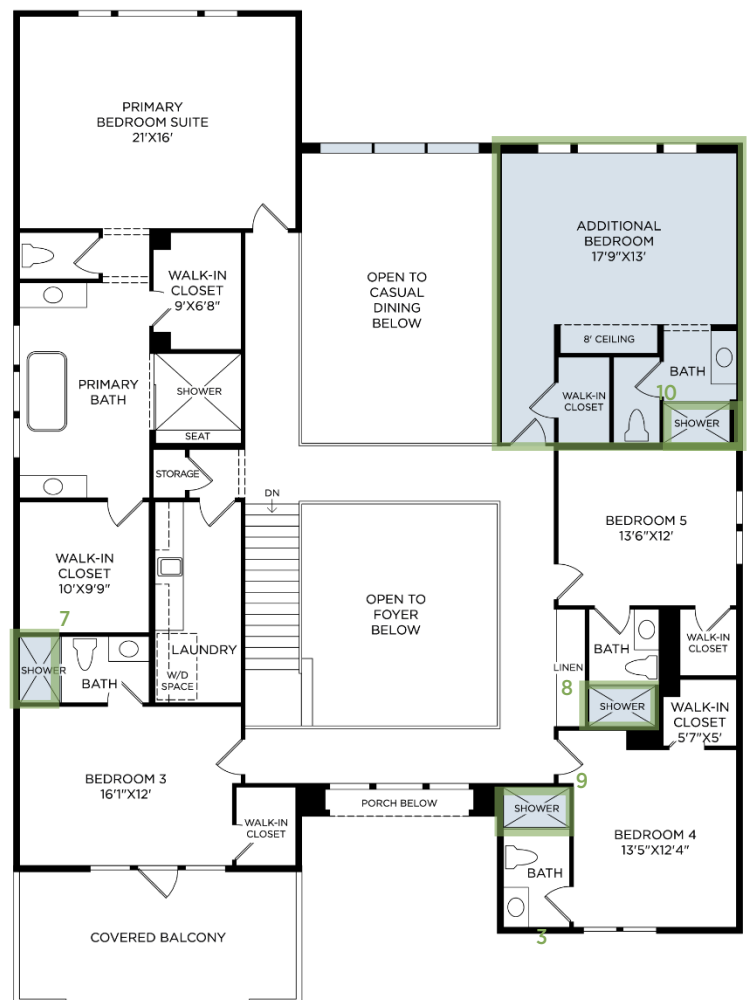 PRIMARY
BEDROOM SUITE
21'X16'
ADDITIONAL
BEDROOM
17'9"X13'
WALK-IN
CLOSET
9'X6'8"
OPEN TO
CASUAL
DINING
BELOW
8' CEILING
PRIMARY
BATH
SHOWER
SEAT
WALK-IN
CLOSET
BATH
10
SHOWER
STORAGE
DN
BEDROOM 5
13'6"X12'
WALK-IN
CLOSET
10'X9'9"
OPEN TO
FOYER
BELOW
7
SHOWER
BATH
LAUNDRY
W/D
SPACE
BATH
WALK-IN
CLOSET
LINEN
8
SHOWER
WALK-IN
CLOSET
5'7"X5'
BEDROOM 3
16'1"X12'
9
WALK-IN
CLOSET
PORCH BELOW
SHOWER
BEDROOM 4
13'5"X12'4"
BATH
3
COVERED BALCONY